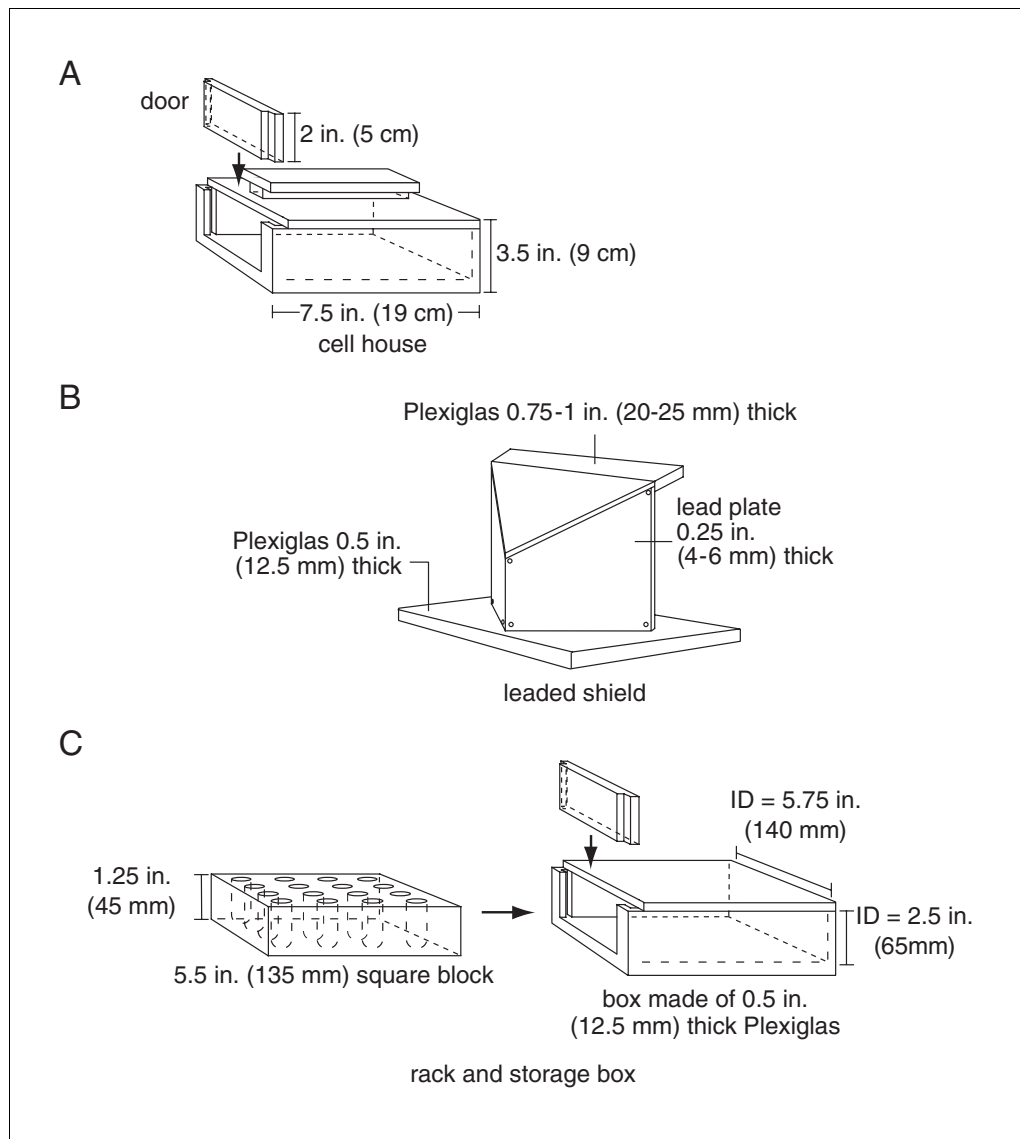 A
door
2 in. (5 cm)
3.5 in. (9 cm)
7.5 in. (19 cm)
cell house
B
Plexiglas 0.75-1 in. (20-25 mm) thick
lead plate
0.25 in.
(4-6 mm) thick
Plexiglas 0.5 in.
(12.5 mm) thick
leaded shield
C
ID = 5.75 in.
(140 mm)
1.25 in.
(45 mm)
ID = 2.5 in.
(65mm)
5.5 in. (135 mm) square block
box made of 0.5 in.
(12.5 mm) thick Plexiglas
rack and storage box